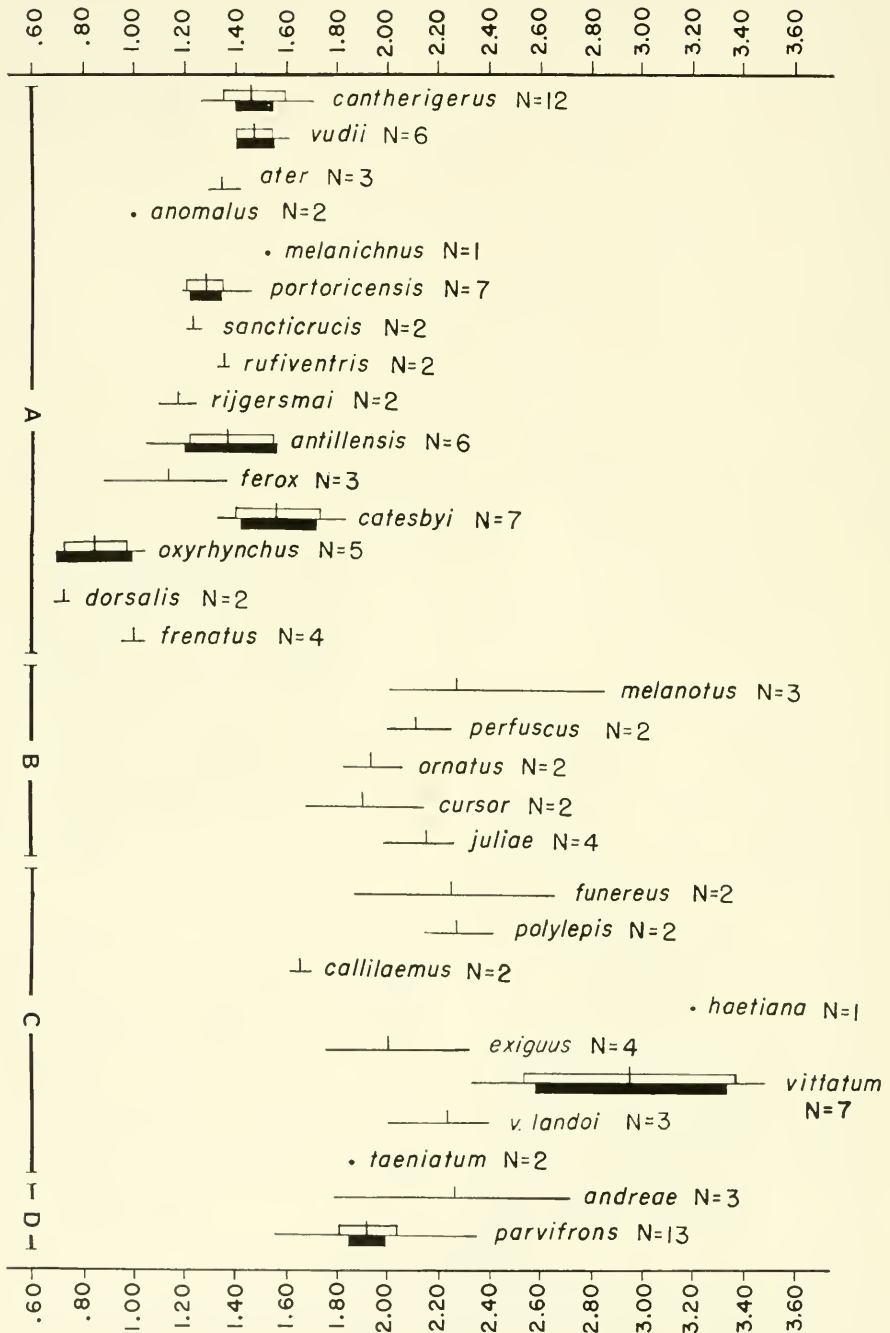 .60 .80 1.00 1.20 1.40 1.60 1.80 2.00 2.20 2.40 2.60 2.80 3.00 3.20 3.40 3.60
cantherigerus N=12
vudii N=6
ater N=3
anomalus N=2
melanichnus N=1
portoricensis N=7
sancticrucis N=2
rufiventris N=2
rijgersmai N=2
A
antillensis N=6
ferox N=3
catesbyi N=7
oxyrhynchus N=5
dorsalis N=2
frenatus N=4
melanotus N=3
perfuscus N=2
B
ornatus N=2
cursor N=2
juliae N=4
funereus N=2
polylepis N=2
callilaemus N=2
haetiana N=1
C
exiguus N=4
vittatum
N=7
v. landoi N=3
taeniatum N=2
andreae N=3
D
parvifrons N=13
.60 .80 1.00 1.20 1.40 1.60 1.80 2.00 2.20 2.40 2.60 2.80 3.00 3.20 3.40 3.60